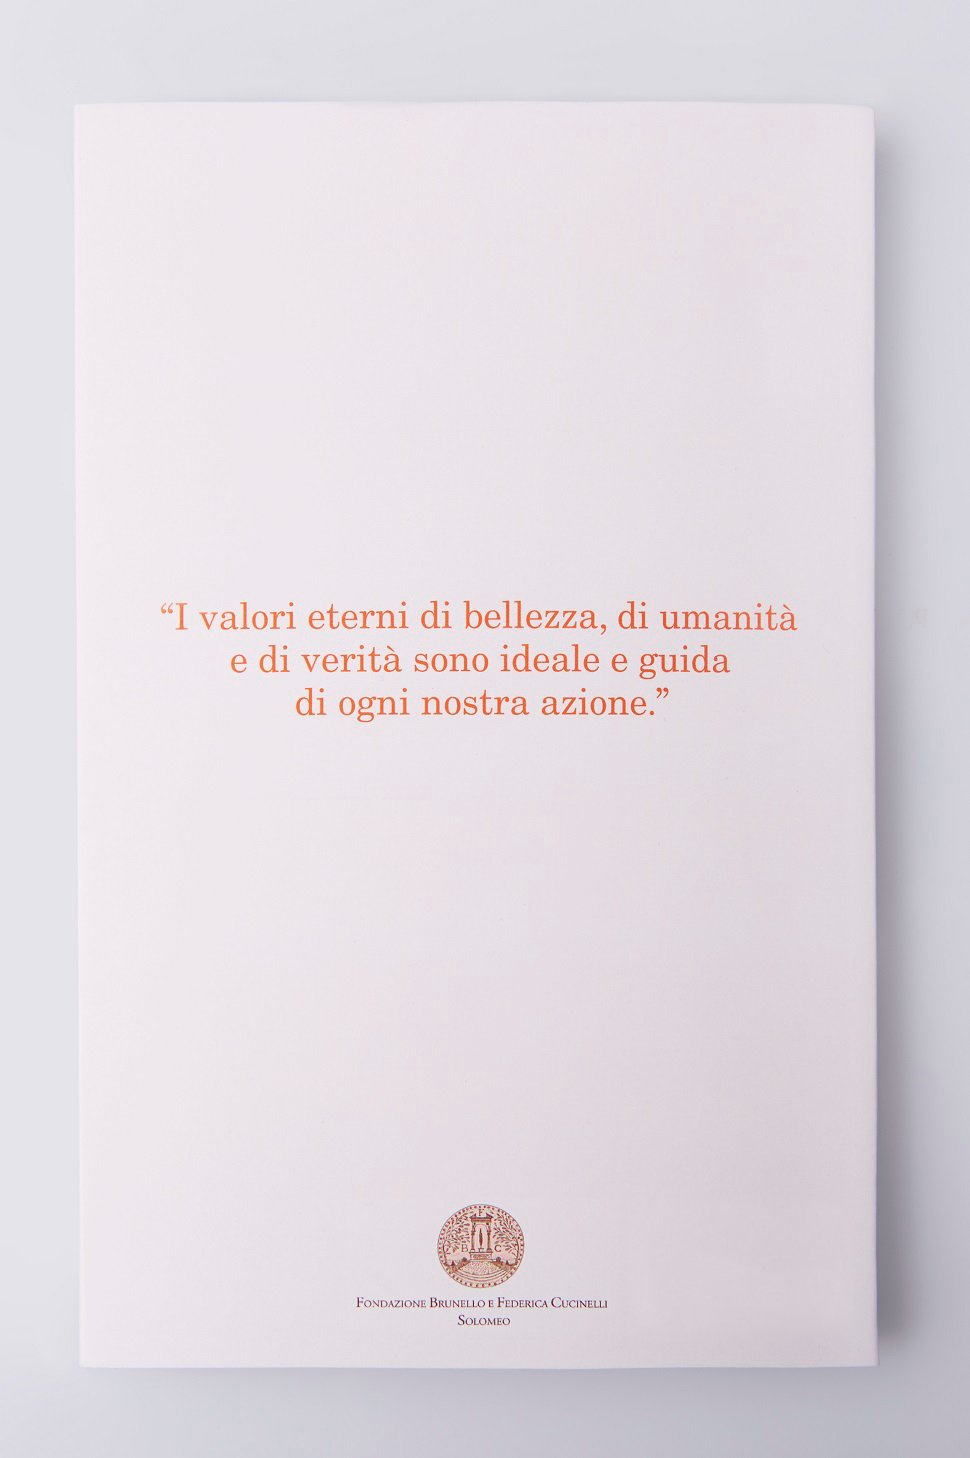 “I valori eterni di bellezza, di umanità
e di verità sono ideale e guida
di ogni nostra azione.”
F
B C
Fondazione Brunello e Federica Cucinelli
Solomeo